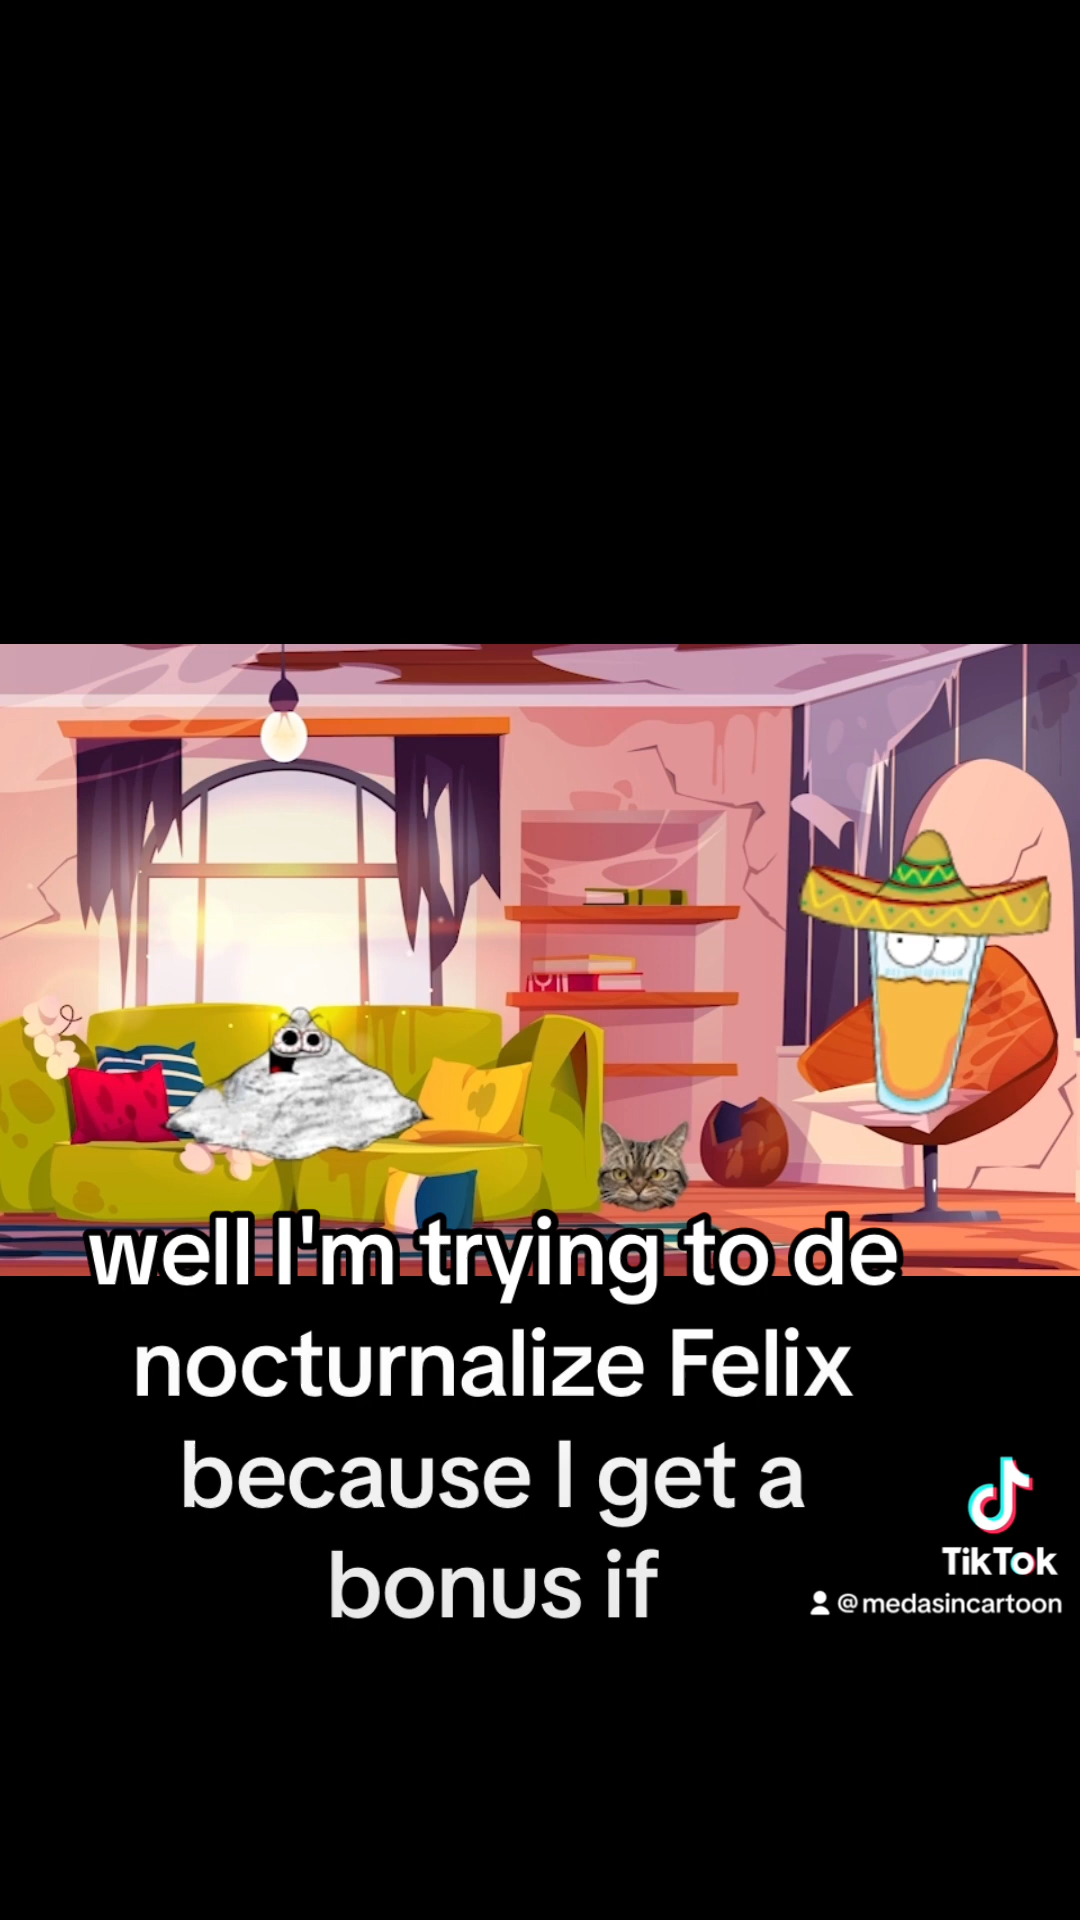 well I'm trying to de
nocturnalize Felix
because I get a
bonus if
TikTok
@medasincartoon